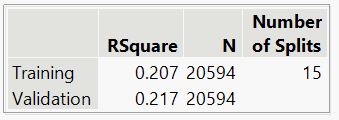 Number
RSquare N of Splits
Training 0.207 20594 15
Validation 0.217 20594